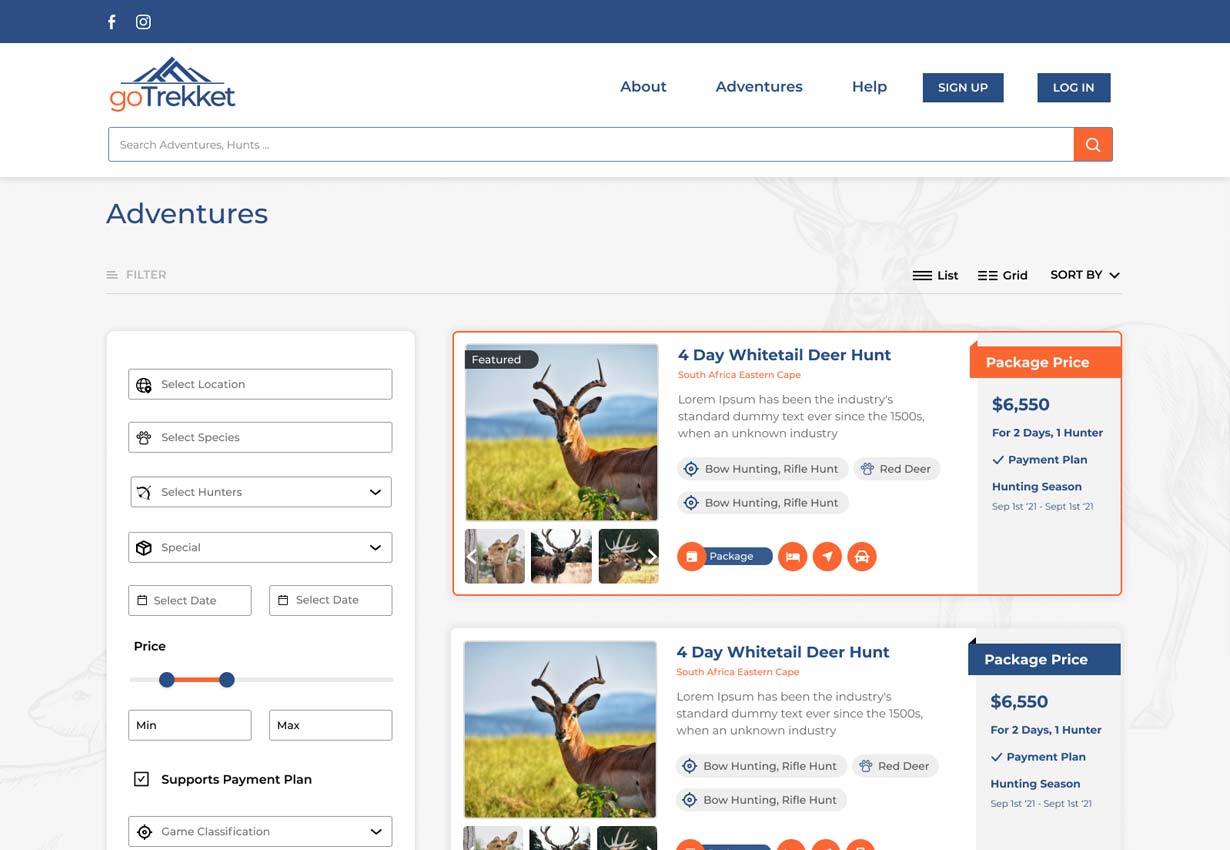 goTrekket
About
Adventures
Help
SIGN UP
LOG IN
Search Adventures, Hunts ...
Adventures
FILTER
List
Grid
SORT BY
Select Location
Select Species
Select Hunters
Special
Select Date
Select Date
Price
Min
Max
Supports Payment Plan
Game Classification
Featured
4 Day Whitetail Deer Hunt
South Africa Eastern Cape
Lorem Ipsum has been the industry's
standard dummy text ever since the 1500s,
when an unknown industry
Bow Hunting, Rifle Hunt
Red Deer
Bow Hunting, Rifle Hunt
Package
Package Price
$6,550
For 2 Days, 1 Hunter
Payment Plan
Hunting Season
Sep 1st '21 - Sept 1st '21
4 Day Whitetail Deer Hunt
South Africa Eastern Cape
Lorem Ipsum has been the industry's
standard dummy text ever since the 1500s,
when an unknown industry
Bow Hunting, Rifle Hunt
Red Deer
Bow Hunting, Rifle Hunt
Package Price
$6,550
For 2 Days, 1 Hunter
Payment Plan
Hunting Season
Sep 1st '21 - Sept 1st '21